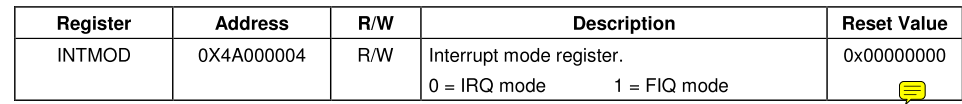 Register Address R/W Description Reset Value
INTMOD 0X4A000004 R/W Interrupt mode register. 0x00000000
0 = IRQ mode 1 = FIQ mode